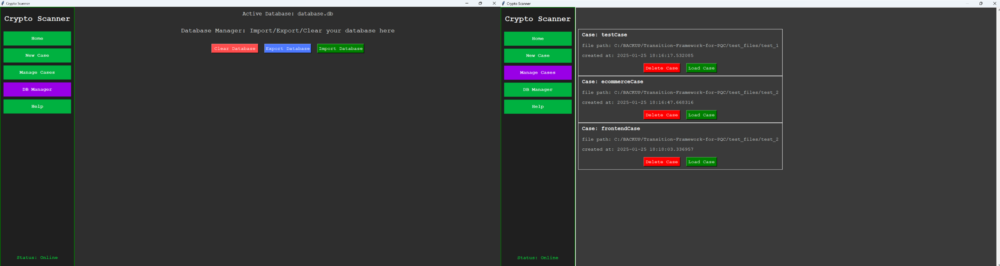 Crypto Scanner
Crypto Scanner
Home
New Case
Manage Cases
DB Manager
Help
Status: Online
Active Database: database.db
Database Manager: Import/Export/Clear your database here
Clear Database Export Database Import Database
Crypto Scanner
Crypto Scanner
Home
New Case
Manage Cases
DB Manager
Help
Status: Online
Case: testCase
file path: C:/BACKUP/Transition-Framework-for-PQC/test_files/test_1
created at: 2025-01-25 18:16:17.532085
Delete Case Load Case
Case: ecommerceCase
file path: C:/BACKUP/Transition-Framework-for-PQC/test_files/test_2
created at: 2025-01-25 18:16:47.668316
Delete Case Load Case
Case: frontendCase
file path: C:/BACKUP/Transition-Framework-for-PQC/test_files/test_2
created at: 2025-01-25 18:18:03.336957
Delete Case Load Case